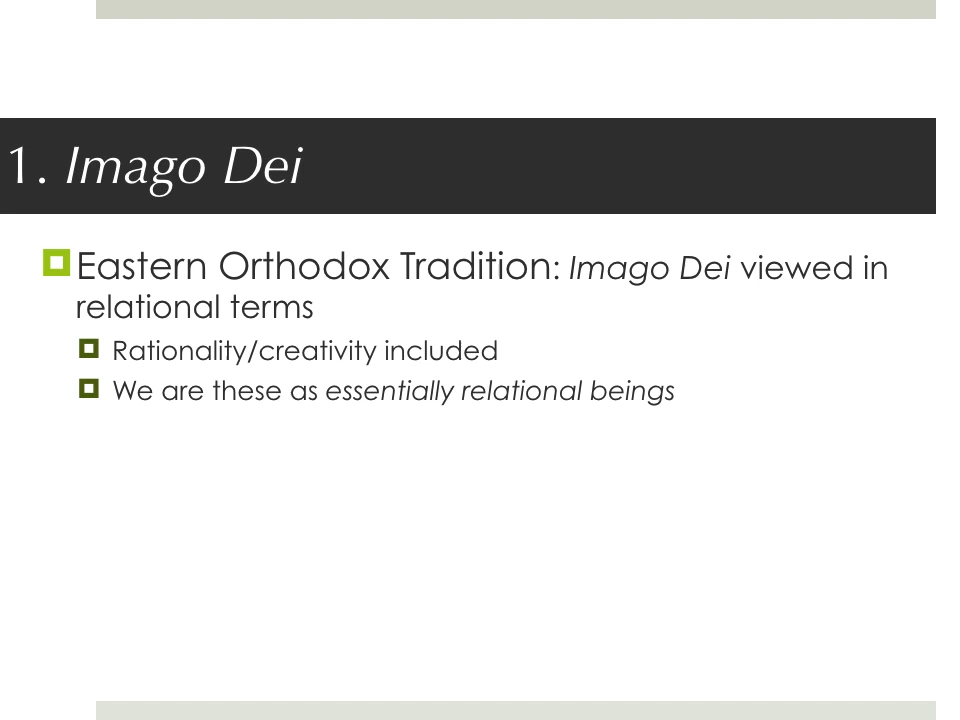 1. Imago Dei
Eastern Orthodox Tradition: Imago Dei viewed in
relational terms
Rationality/creativity included
We are these as essentially relational beings